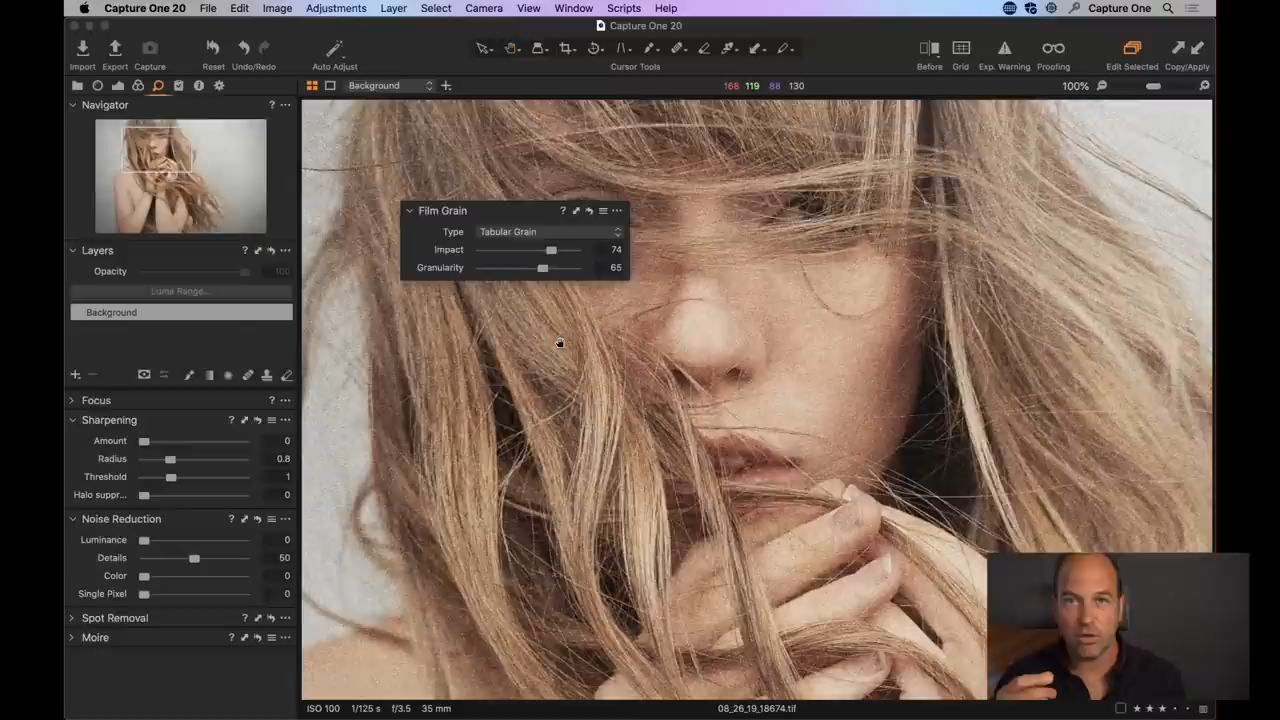 Capture One 20 File Edit Image Adjustments Layer Select Camera View Window Scripts Help Capture One
Capture One
Import Export Capture Reset Undo/Redo Auto Adjust Cursor Tools Before Grid Exp. Warning Proofing Edit Selected Copy/Apply
Background 168 119 88 130 100%
Navigator
Layers
Opacity 100
Luma Range...
Background
Focus
Sharpening
Amount 0
Radius 0.8
Threshold 1
Halo suppr... 0
Noise Reduction
Luminance 0
Details 50
Color 0
Single Pixel 0
Spot Removal
Moire
Film Grain
Type Tabular Grain
Impact 74
Granularity 65
ISO 100 1/125 s f/3.5 35 mm 08_26_19_18674.tif